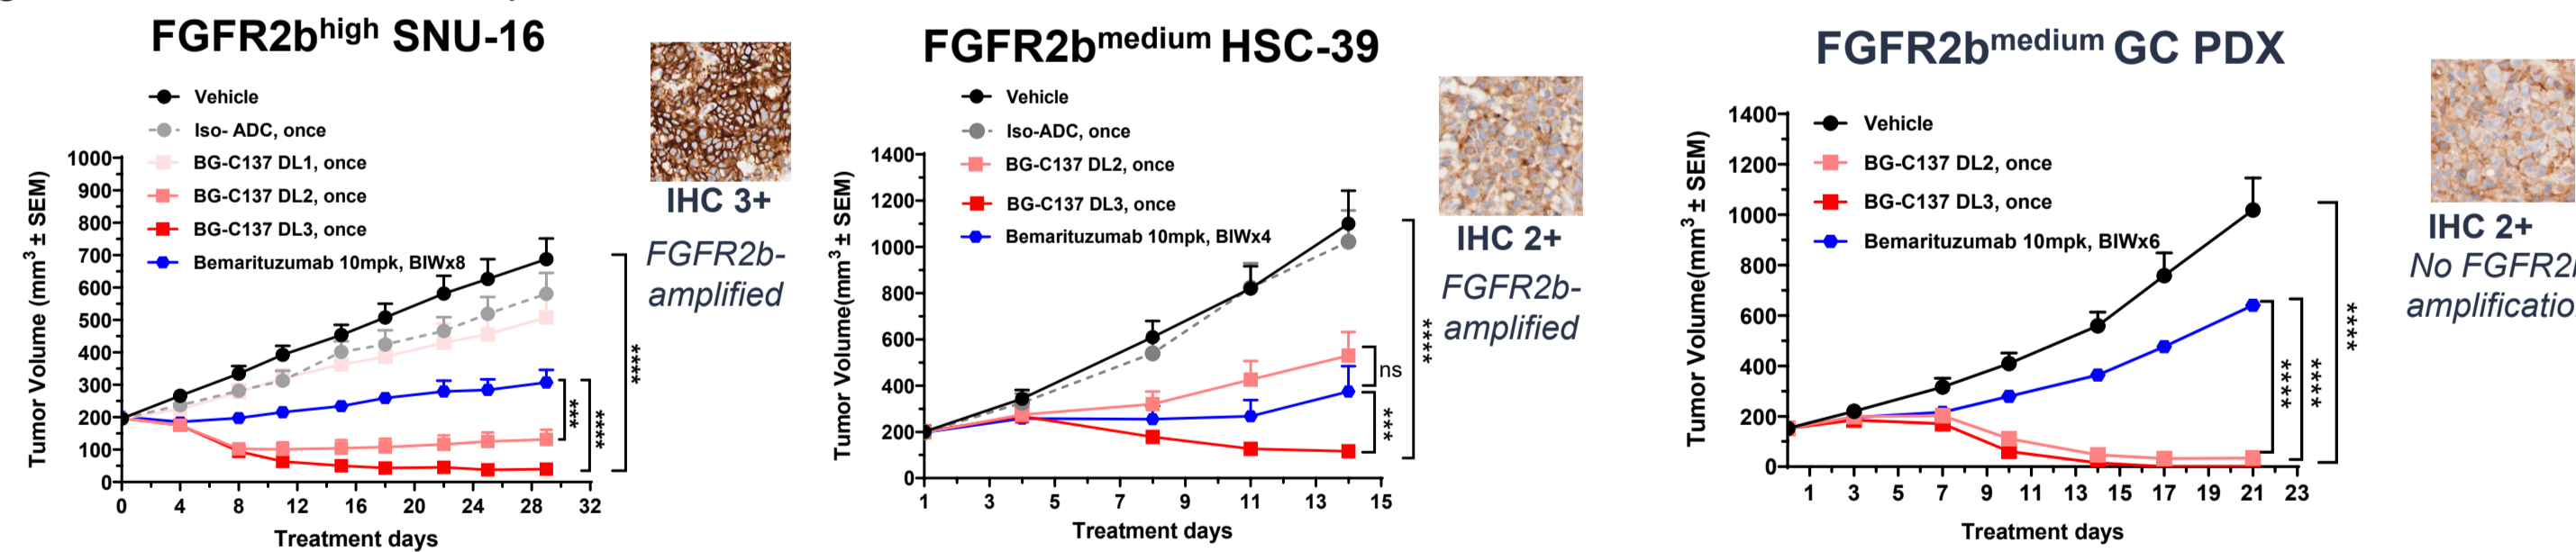 FGFR2bhigh SNU-16
Vehicle
Iso- ADC, once
BG-C137 DL1, once
BG-C137 DL2, once
BG-C137 DL3, once
Bemarituzumab 10mpk, BIWx8
Tumor Volume (mm3 ± SEM)
1000
900
800
700
600
500
400
300
200
100
0
0 4 8 12 16 20 24 28 32
Treatment days
***
****
****
IHC 3+
FGFR2b-
amplified
FGFR2bmedium HSC-39
Vehicle
Iso-ADC, once
BG-C137 DL2, once
BG-C137 DL3, once
Bemarituzumab 10mpk, BIWx4
Tumor Volume(mm3 ± SEM)
1400
1200
1000
800
600
400
200
0
1 3 5 7 9 11 13 15
Treatment days
ns
***
****
IHC 2+
FGFR2b-
amplified
FGFR2bmedium GC PDX
Vehicle
BG-C137 DL2, once
BG-C137 DL3, once
Bemarituzumab 10mpk, BIWx6
Tumor Volume(mm3 ± SEM)
1400
1200
1000
800
600
400
200
0
1 3 5 7 9 11 13 15 17 19 21 23
Treatment days
****
****
****
IHC 2+
No FGFR2
amplificatio